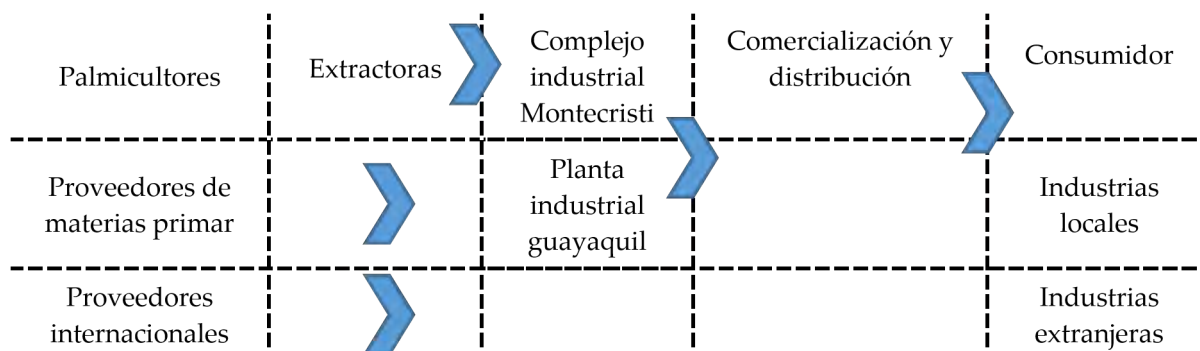 Palmicultores
Extractoras
Complejo
industrial
Montecristi
Comercialización y
distribución
Consumidor
Proveedores de
materias primar
Planta
industrial
guayaquil
Industrias
locales
Proveedores
internacionales
Industrias
extranjeras